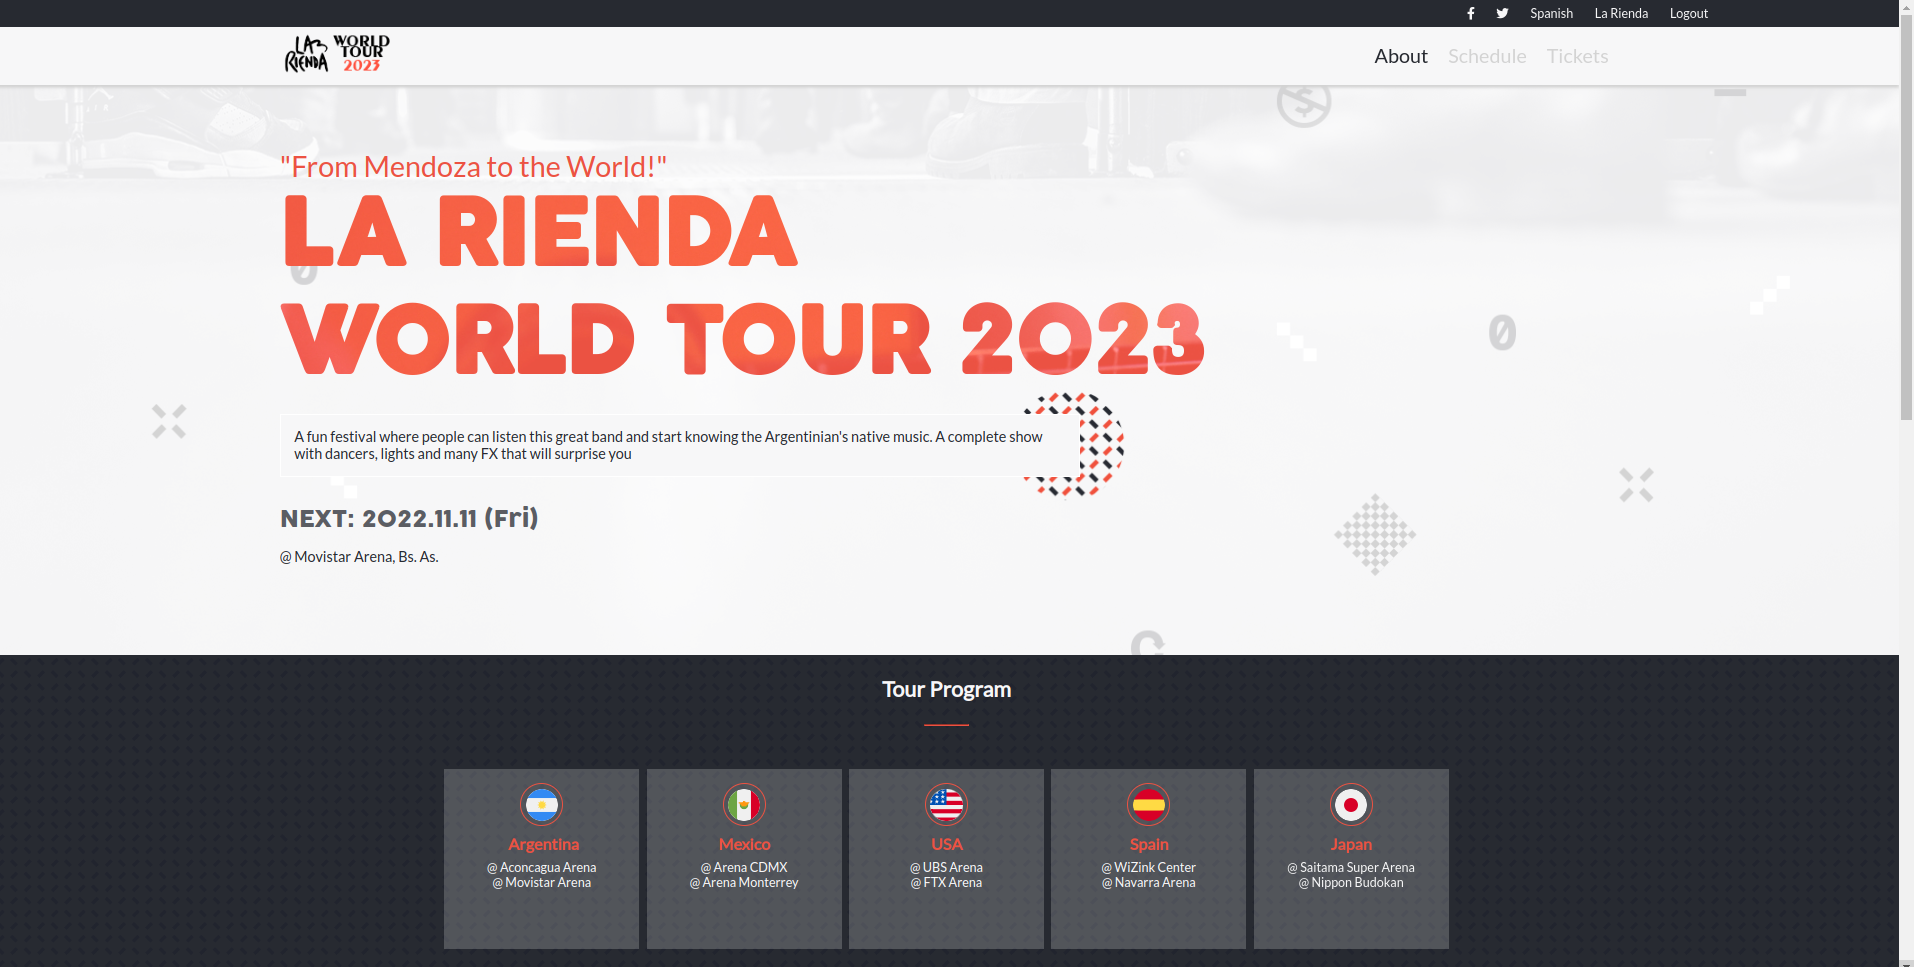 Spanish La Rienda Logout
LA RIENDA WORLD TOUR 2023
About Schedule Tickets
"From Mendoza to the World!"
LA RIENDA
WORLD TOUR 2023
A fun festival where people can listen this great band and start knowing the Argentinian's native music. A complete show
with dancers, lights and many FX that will surprise you
NEXT: 2022.11.11 (Fri)
@ Movistar Arena, Bs. As.
Tour Program
Argentina
@ Aconcagua Arena
@ Movistar Arena
Mexico
@ Arena CDMX
@ Arena Monterrey
USA
@ UBS Arena
@ FTX Arena
Spain
@ WiZink Center
@ Navarra Arena
Japan
@ Saitama Super Arena
@ Nippon Budokan